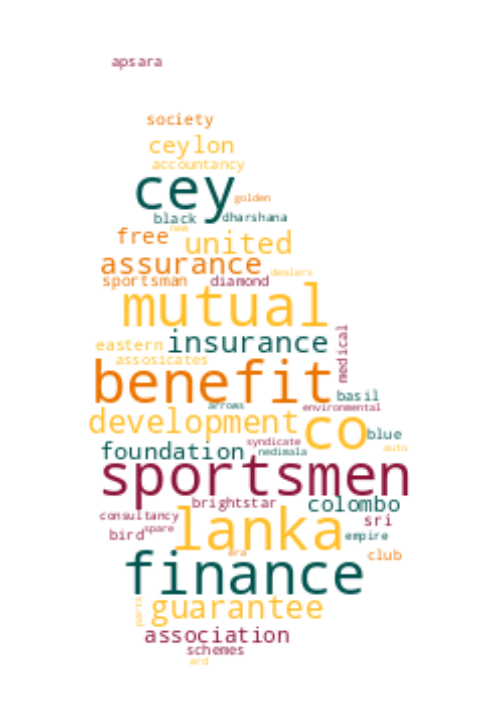 apsara
society
ceylon
accountancy
cey golden
black dharshana
new
free united
assurance
dealers
sportsman diamond
mutual
insurance
eastern
medical
associcates
benefit
basil
arrows environmental
development co
blue
syndicate
auto
foundation nedimala
sportsmen
brightstar colombo
consultancy
sri
lanka
spare
bird empire
era club
finance
parts
guarantee
association
schemes
erd